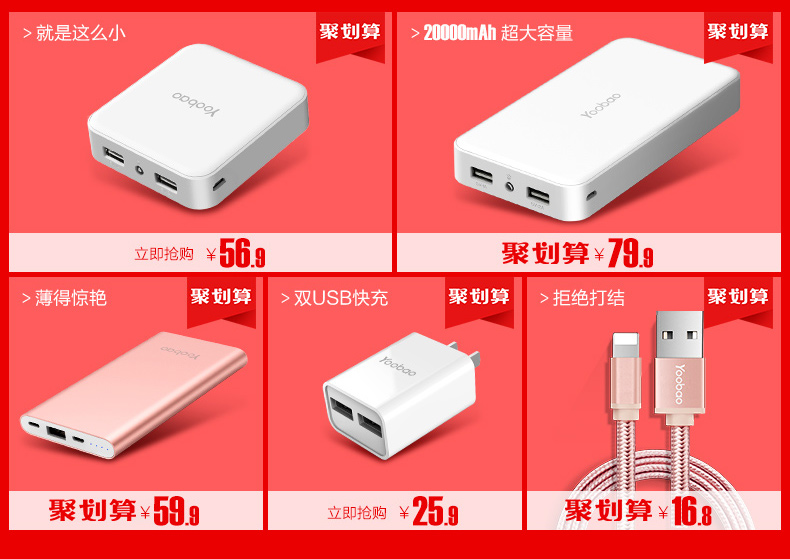 > 就是这么小
聚划算
Yoobao
立即抢购 ¥56.9
> 20000mAh 超大容量
聚划算
Yoobao
聚划算 ¥79.9
> 薄得惊艳
聚划算
Yoobao
聚划算 ¥59.9
> 双USB快充
聚划算
Yoobao
立即抢购 ¥25.9
> 拒绝打结
聚划算
Yoobao
聚划算 ¥16.8